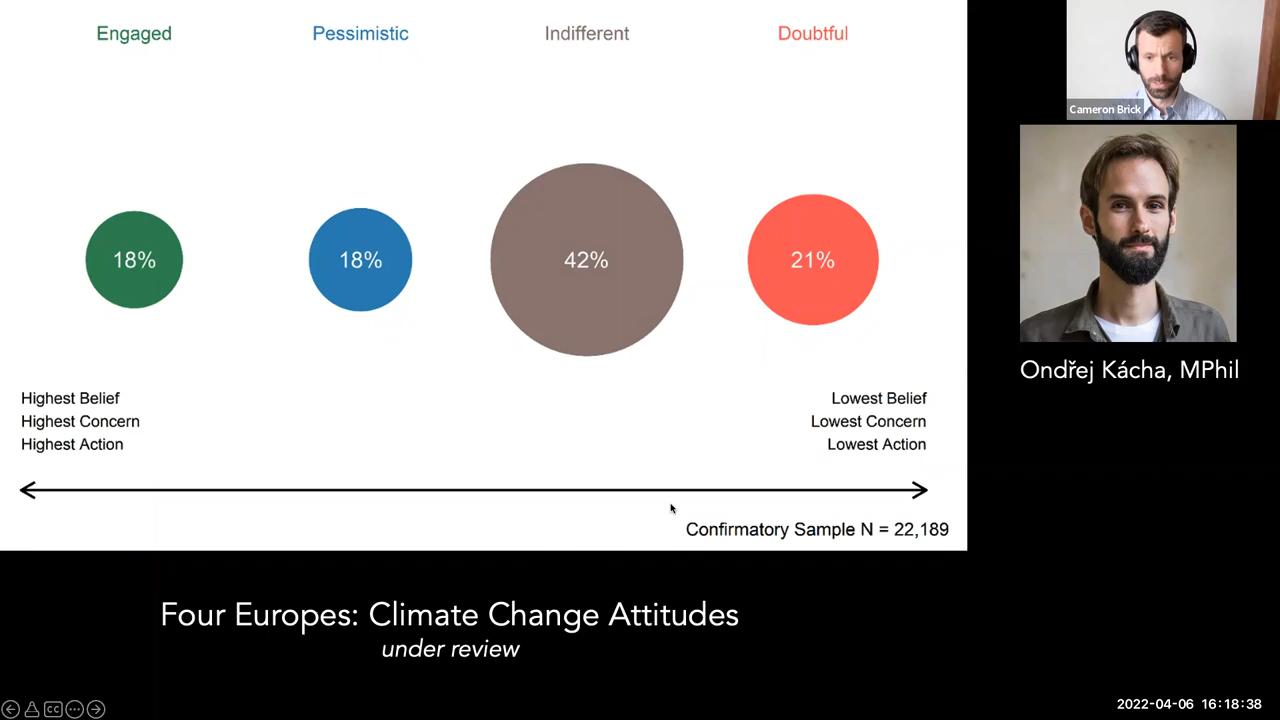 Engaged
Pessimistic
Indifferent
Doubtful
18%
18%
42%
21%
Highest Belief
Highest Concern
Highest Action
Lowest Belief
Lowest Concern
Lowest Action
Confirmatory Sample N = 22,189
Four Europes: Climate Change Attitudes
under review
Cameron Brick
Ondřej Kácha, MPhil
CC
2022-04-06 16:18:38